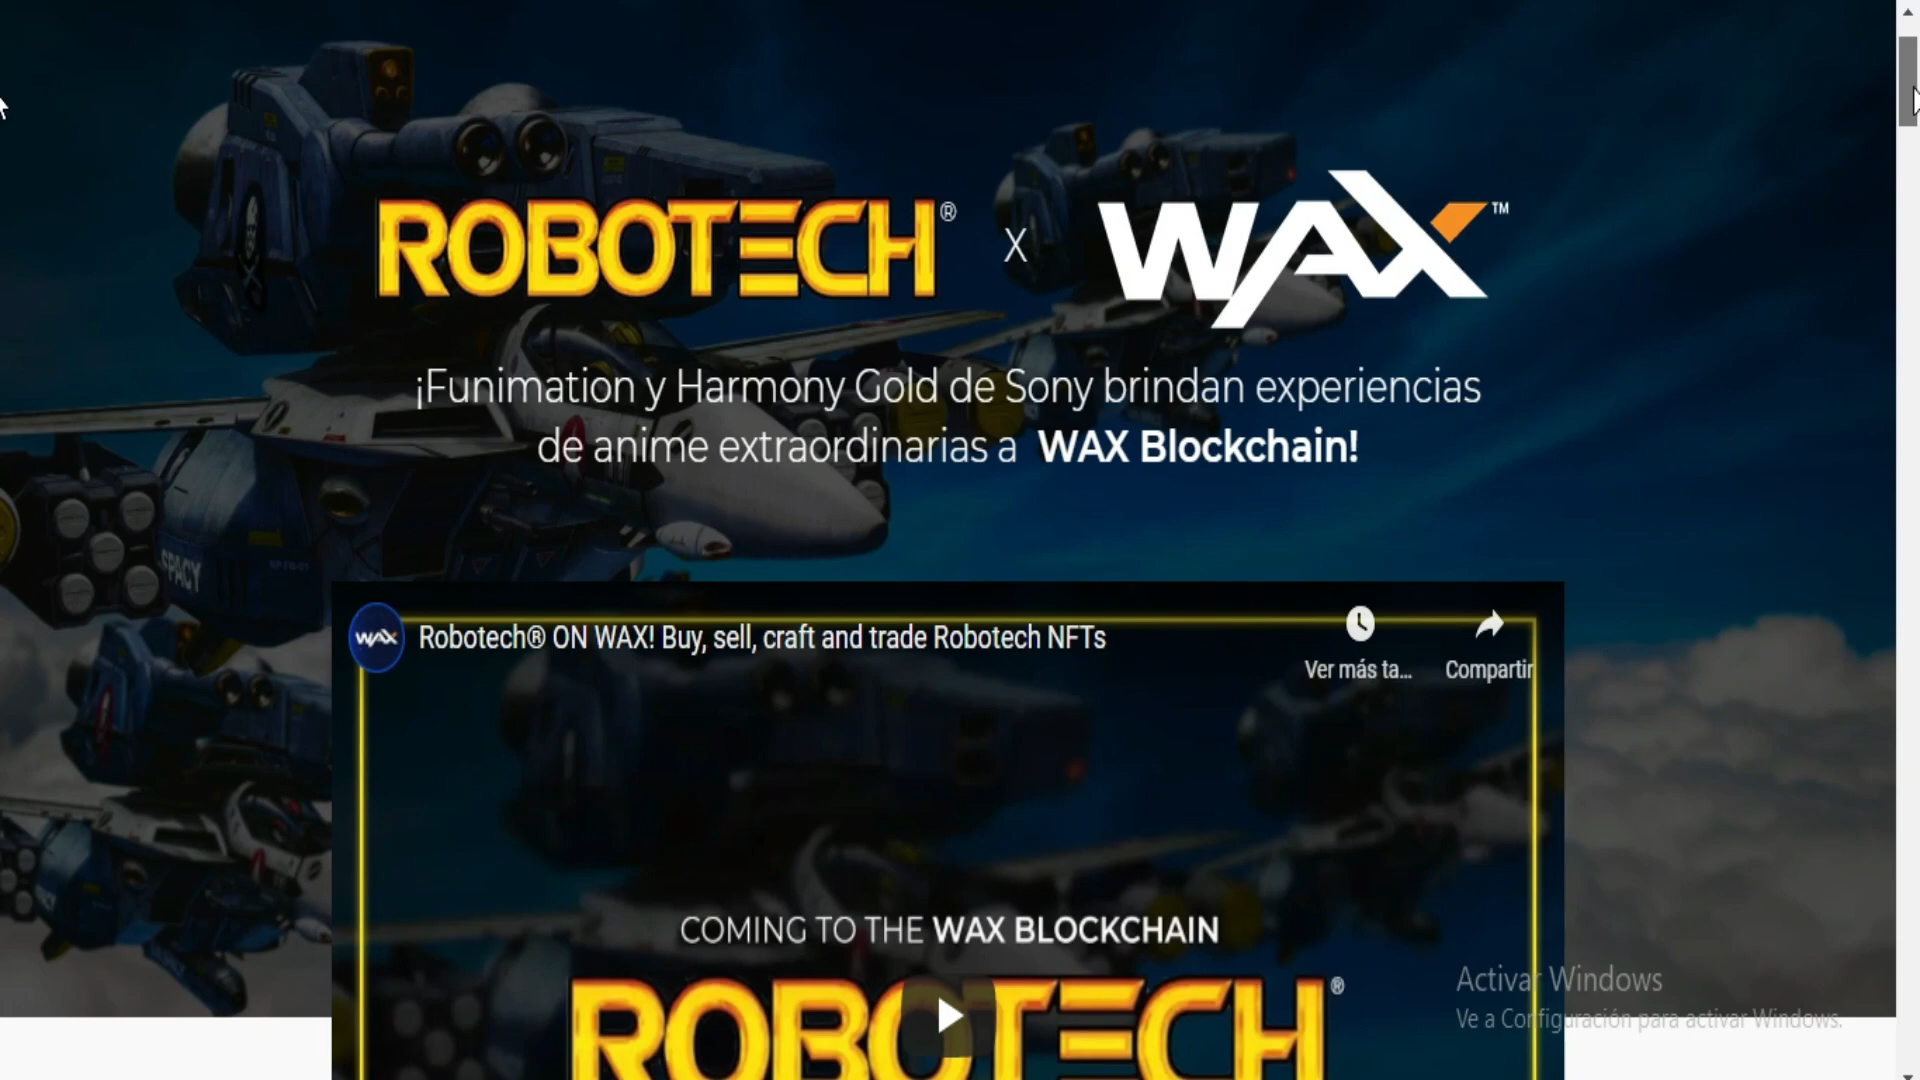 ROBOTECH® X WAX™
¡Funimation y Harmony Gold de Sony brindan experiencias
de anime extraordinarias a WAX Blockchain!
SPACY
WAX Robotech® ON WAX! Buy, sell, craft and trade Robotech NFTs
Ver más ta... Compartir
COMING TO THE WAX BLOCKCHAIN
ROBOTECH®
Activar Windows
Ve a Configuración para activar Windows.